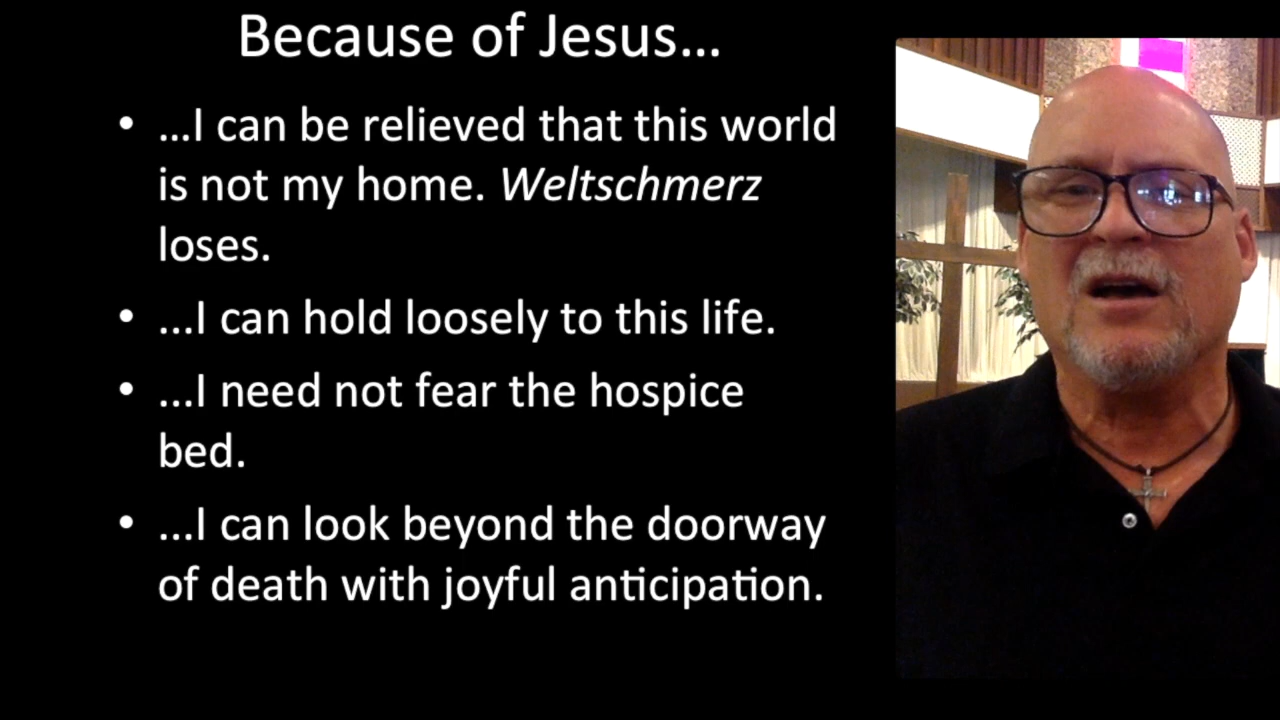 Because of Jesus...
• ...I can be relieved that this world
is not my home. Weltschmerz
loses.
• ...I can hold loosely to this life.
• ...I need not fear the hospice
bed.
• ...I can look beyond the doorway
of death with joyful anticipation.